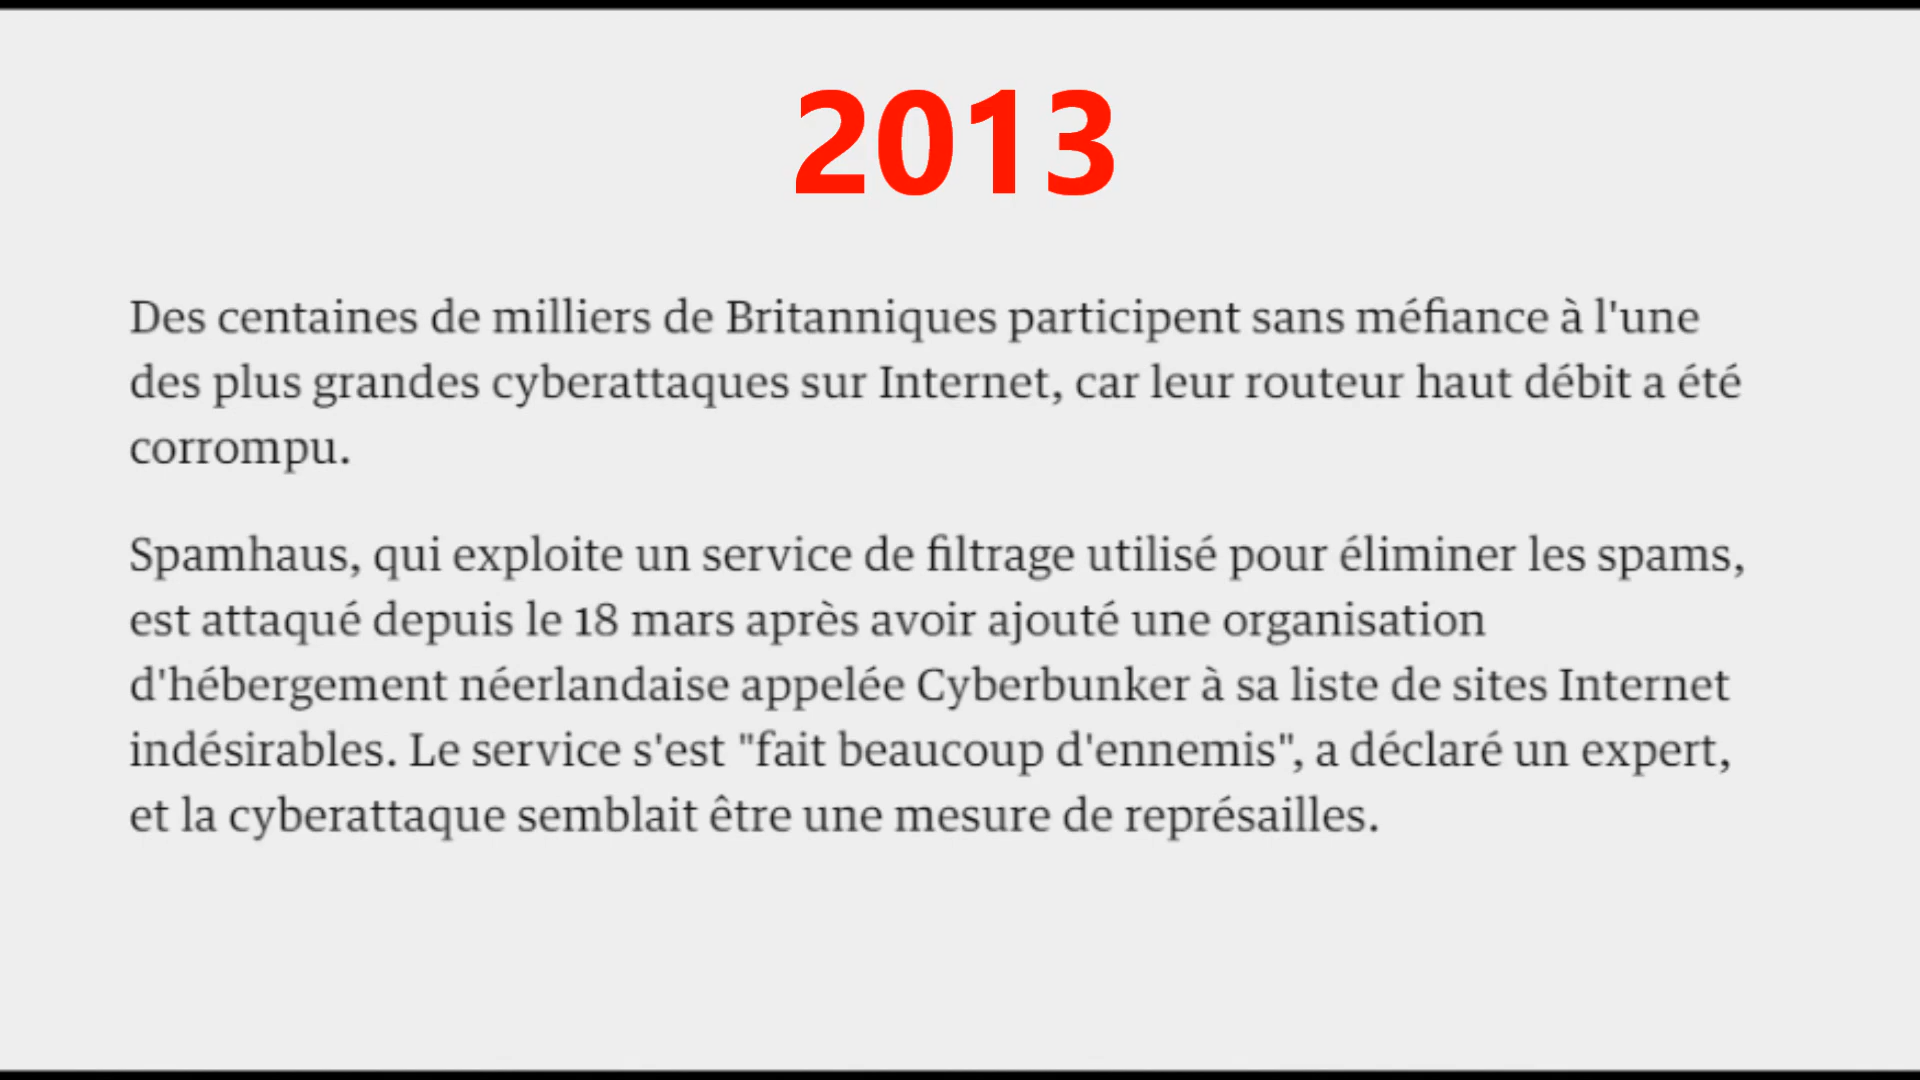 2013
Des centaines de milliers de Britanniques participent sans méfiance à l'une
des plus grandes cyberattaques sur Internet, car leur routeur haut débit a été
corrompu.
Spamhaus, qui exploite un service de filtrage utilisé pour éliminer les spams,
est attaqué depuis le 18 mars après avoir ajouté une organisation
d'hébergement néerlandaise appelée Cyberbunker à sa liste de sites Internet
indésirables. Le service s'est "fait beaucoup d'ennemis", a déclaré un expert,
et la cyberattaque semblait être une mesure de représailles.